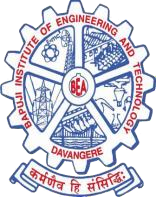 BAPUJI INSTITUTE OF ENGINEERING AND TECHNOLOGY
BEA
DAVANGERE
कर्मणैव हि संसिद्धिः